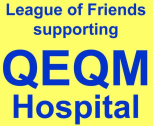 League of Friends
supporting
QEQM
Hospital